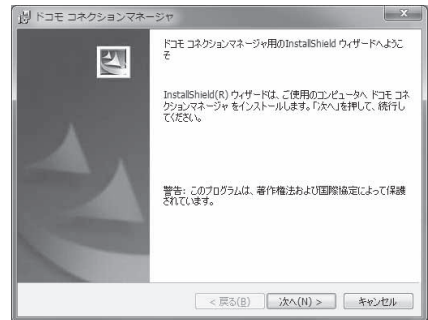 ドコモ コネクションマネージャ
ドコモ コネクションマネージャ用のInstallShield ウィザードへようこ
そ
InstallShield(R) ウィザードは、ご使用のコンピュータへ ドコモ コネ
クションマネージャ をインストールします。「次へ」を押して、続行し
てください。
警告: このプログラムは、著作権法および国際協定によって保護
されています。
< 戻る(B)
次へ(N) >
キャンセル